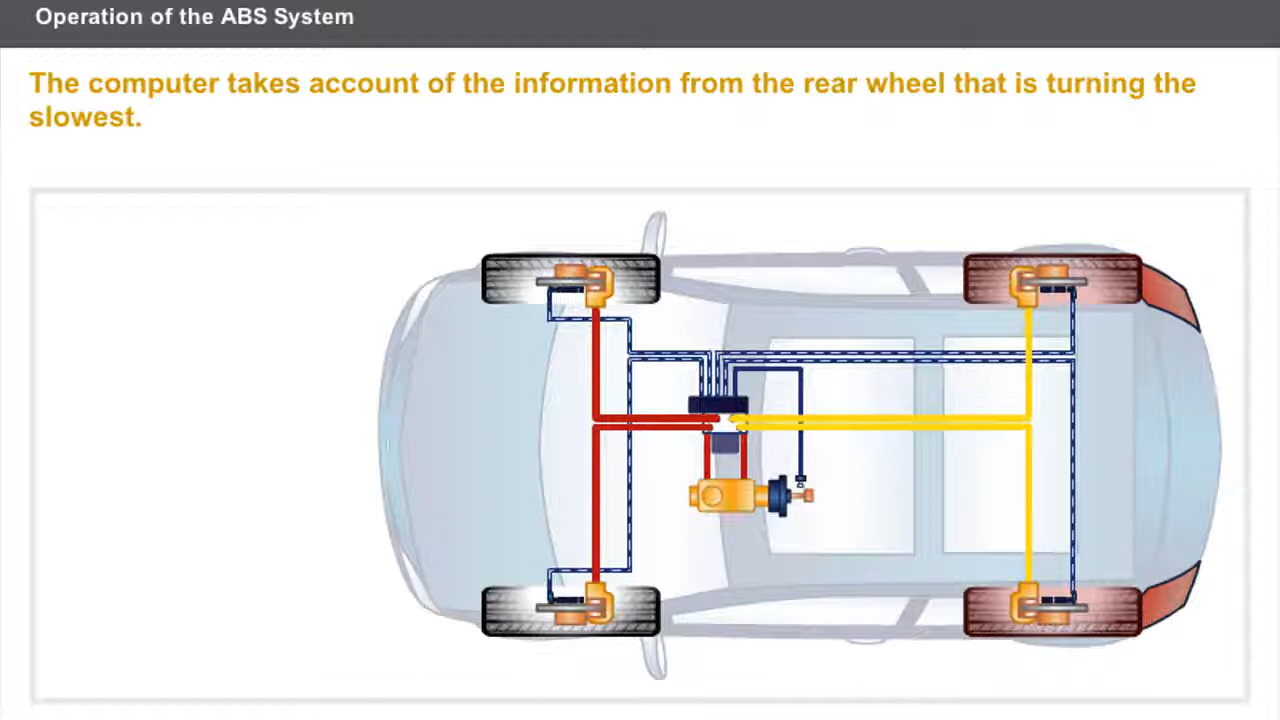 Operation of the ABS System
The computer takes account of the information from the rear wheel that is turning the
slowest.